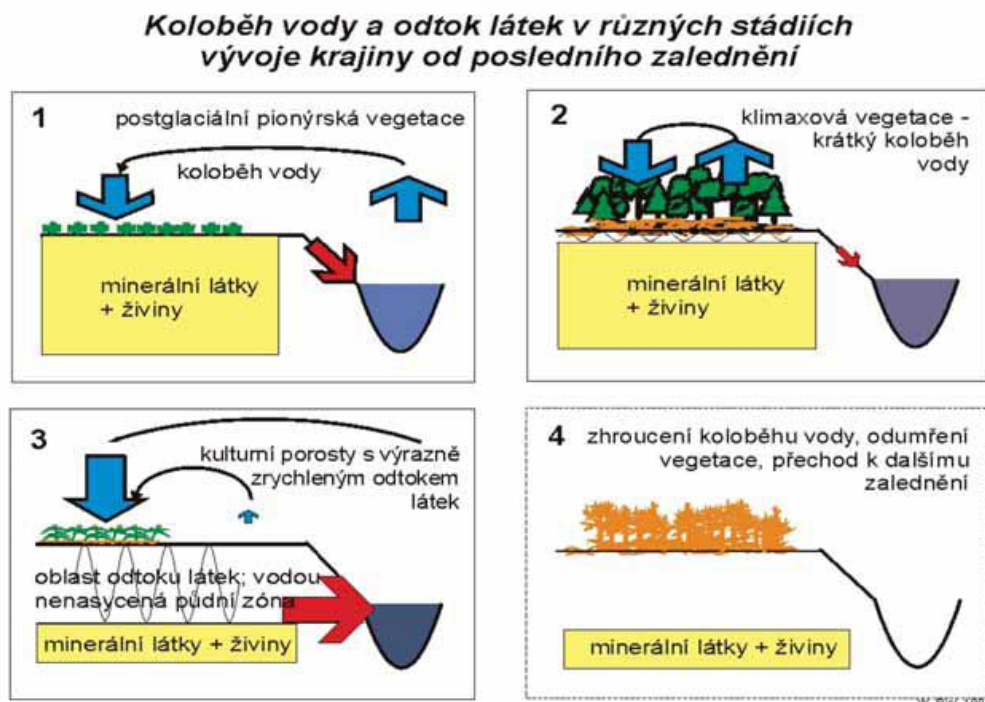 Koloběh vody a odtok látek v různých stádiích
vývoje krajiny od posledního zalednění
1
postglaciální pionýrská vegetace
koloběh vody
minerální látky
+ živiny
2
klimaxová vegetace -
krátký koloběh
vody
minerální látky
+ živiny
3
kulturní porosty s výrazně
zrychleným odtokem
látek
oblast odtoku látek; vodou
nenasycená půdní zóna
minerální látky + živiny
4
zhroucení koloběhu vody, odumření
vegetace, přechod k dalšímu
zalednění
minerální látky + živiny